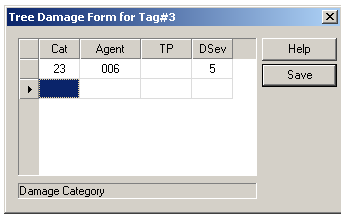 Tree Damage Form for Tag#3
Cat Agent TP DSev Help
23 006 5 Save
Damage Category